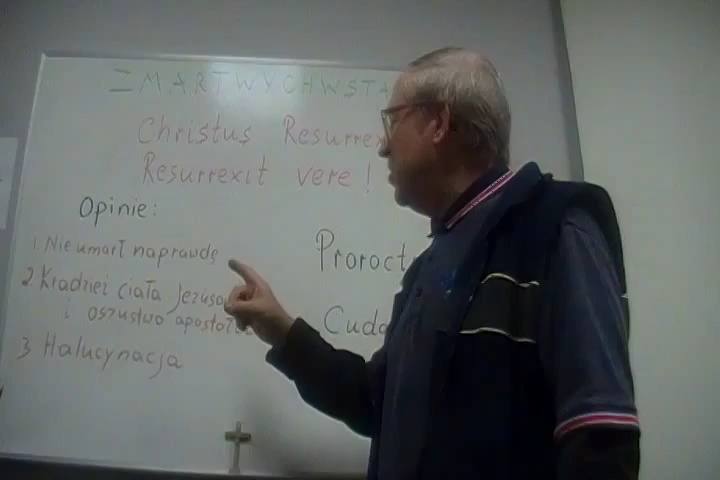 ZMARTWYCHWSTA
Christus Resurrex
Resurrexit vere !
Opinie:
1. Nie umarł naprawdę
2 Kradzież ciała Jezusa
i oszustwo aposto
3 Halucynacja
Proroct
Cuda